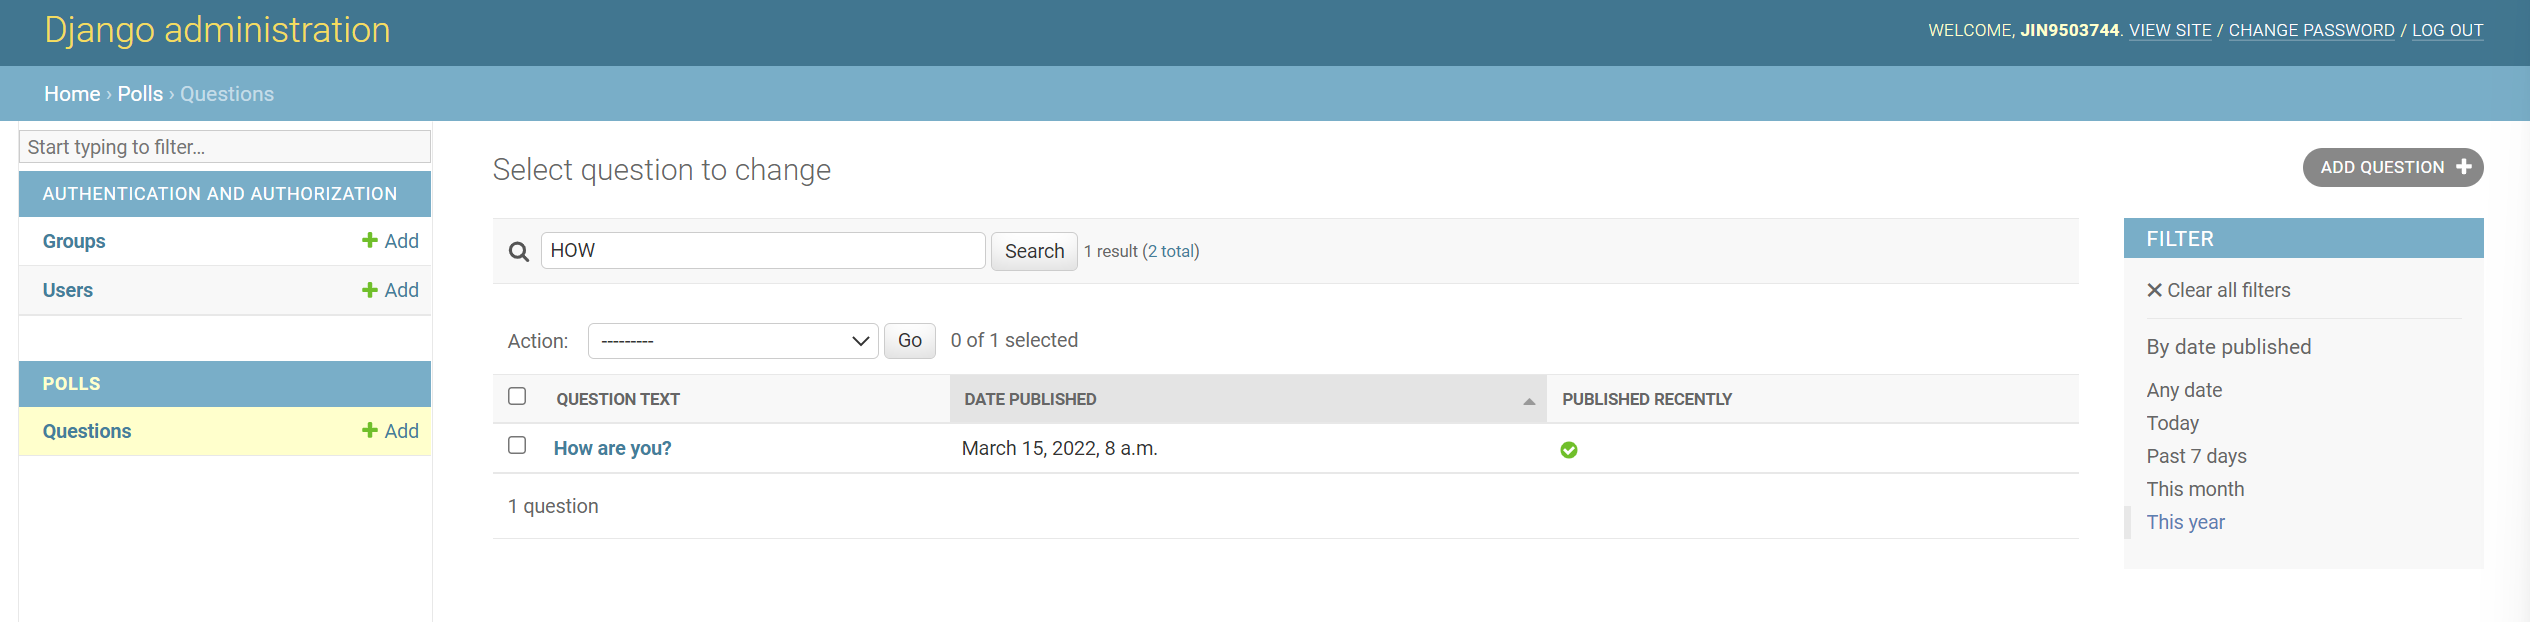 Django administration
WELCOME, JIN9503744. VIEW SITE / CHANGE PASSWORD / LOG OUT
Home › Polls › Questions
Start typing to filter...
AUTHENTICATION AND AUTHORIZATION
Groups + Add
Users + Add
POLLS
Questions + Add
Select question to change
ADD QUESTION +
HOW Search 1 result (2 total)
Action: --------- Go 0 of 1 selected
QUESTION TEXT DATE PUBLISHED PUBLISHED RECENTLY
How are you? March 15, 2022, 8 a.m.
1 question
FILTER
Clear all filters
By date published
Any date
Today
Past 7 days
This month
This year